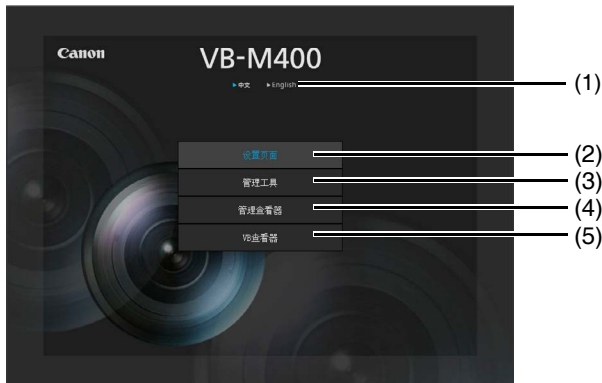 Canon
VB-M400
▶中文 ▶English
(1)
设置页面
(2)
管理工具
(3)
管理查看器
(4)
VB查看器
(5)